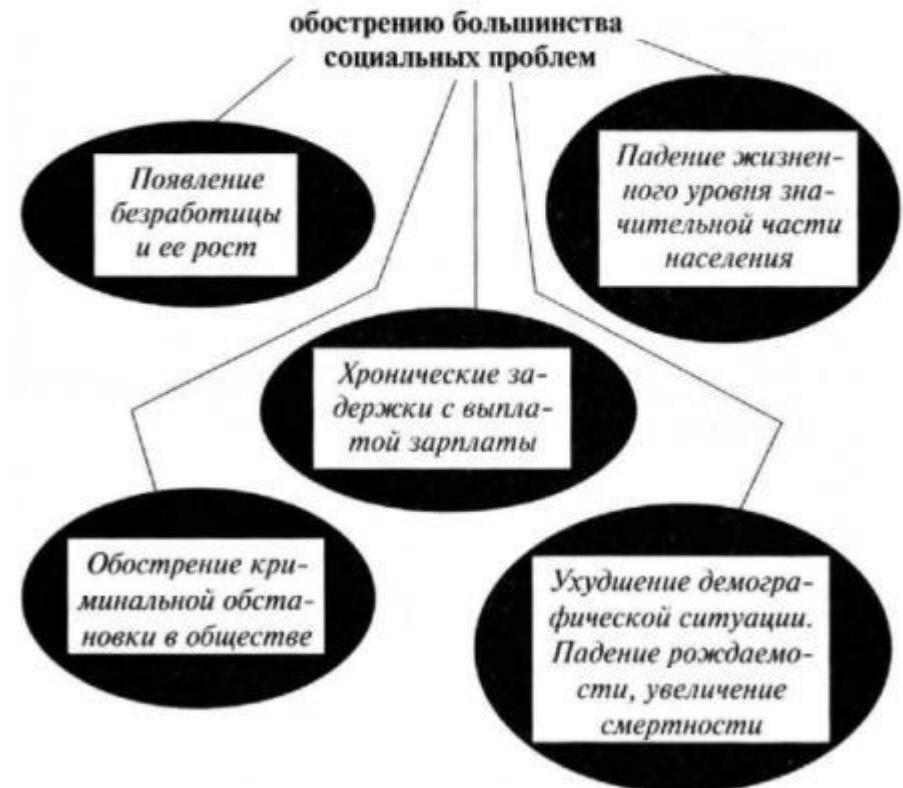 обострению большинства
социальных проблем
Появление
безработицы
и ее рост
Падение жизнен-
ного уровня зна-
чительной части
населения
Хронические за-
держки с выпла-
той зарплаты
Обострение кри-
минальной обста-
новки в обществе
Ухудшение демогра-
фической ситуации.
Падение рождаемо-
сти, увеличение
смертности